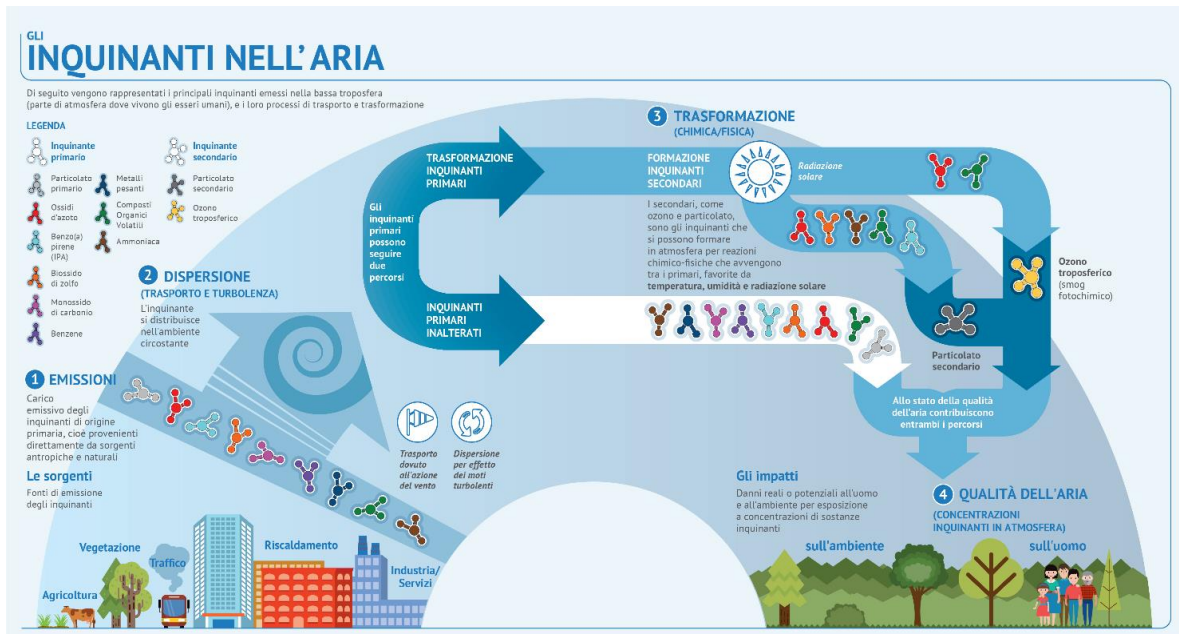 GLI
INQUINANTI NELL'ARIA
Di seguito vengono rappresentati i principali inquinanti emessi nella bassa troposfera
(parte di atmosfera dove vivono gli esseri umani), e i loro processi di trasporto e trasformazione
LEGENDA
Inquinante
primario
Inquinante
secondario
Particolato
primario
Metalli
pesanti
Particolato
secondario
Ossidi
d'azoto
Composti
Organici
Volatili
Ozono
troposferico
Benzo(a)
pirene
(IPA)
Ammoniaca
Biossido
di zolfo
Monossido
di carbonio
Benzene
1 EMISSIONI
Carico
emissivo degli
inquinanti di origine
primaria, cioè provenienti
direttamente da sorgenti
antropiche e naturali
Le sorgenti
Fonti di emissione
degli inquinanti
Vegetazione
Agricoltura
Traffico
Riscaldamento
Industria/
Servizi
2 DISPERSIONE
(TRASPORTO E TURBOLENZA)
L'inquinante
si distribuisce
nell'ambiente
circostante
Trasporto
dovuto
all'azione
del vento
Dispersione
per effetto
dei moti
turbolenti
Gli
inquinanti
primari
possono
seguire
due
percorsi
TRASFORMAZIONE
INQUINANTI
PRIMARI
INQUINANTI
PRIMARI
INALTERATI
3 TRASFORMAZIONE
(CHIMICA/FISICA)
FORMAZIONE
INQUINANTI
SECONDARI
Radiazione
solare
I secondari, come
ozono e particolato,
sono gli inquinanti che
si possono formare
in atmosfera per reazioni
chimico-fisiche che avvengono
tra i primari, favorite da
temperatura, umidità e radiazione solare
Ozono
troposferico
(smog
fotochimico)
Particolato
secondario
Allo stato della qualità
dell'aria contribuiscono
entrambi i percorsi
4 QUALITÀ DELL'ARIA
(CONCENTRAZIONI
INQUINANTI IN ATMOSFERA)
Gli impatti
Danni reali o potenziali all'uomo
e all'ambiente per esposizione
a concentrazioni di sostanze
inquinanti
sull'ambiente
sull'uomo